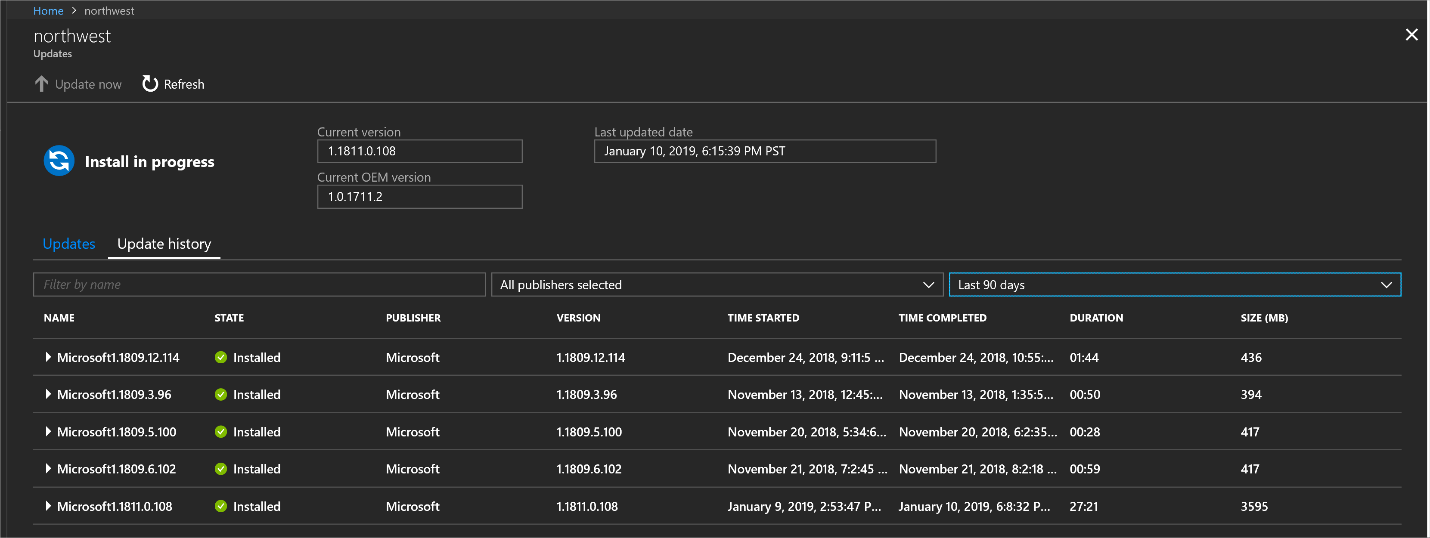 Home > northwest
northwest
Updates
Update now Refresh
Current version Last updated date
Install in progress 1.1811.0.108 January 10, 2019, 6:15:39 PM PST
Current OEM version
1.0.1711.2
Updates Update history
Filter by name All publishers selected Last 90 days
NAME STATE PUBLISHER VERSION TIME STARTED TIME COMPLETED DURATION SIZE (MB)
Microsoft1.1809.12.114 Installed Microsoft 1.1809.12.114 December 24, 2018, 9:11:5 ... December 24, 2018, 10:55:... 01:44 436
Microsoft1.1809.3.96 Installed Microsoft 1.1809.3.96 November 13, 2018, 12:45:... November 13, 2018, 1:35:5... 00:50 394
Microsoft1.1809.5.100 Installed Microsoft 1.1809.5.100 November 20, 2018, 5:34:6... November 20, 2018, 6:2:35... 00:28 417
Microsoft1.1809.6.102 Installed Microsoft 1.1809.6.102 November 21, 2018, 7:2:45 ... November 21, 2018, 8:2:18 ... 00:59 417
Microsoft1.1811.0.108 Installed Microsoft 1.1811.0.108 January 9, 2019, 2:53:47 P... January 10, 2019, 6:8:32 P... 27:21 3595